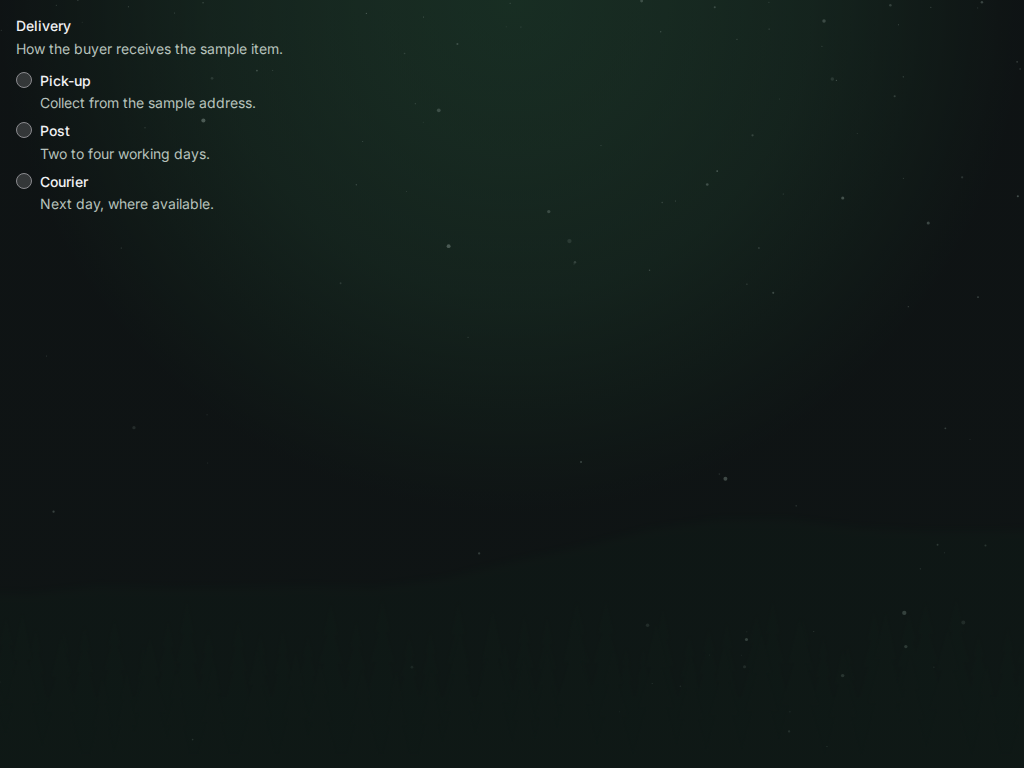 Delivery
How the buyer receives the sample item.
Pick-up
Collect from the sample address.
Post
Two to four working days.
Courier
Next day, where available.